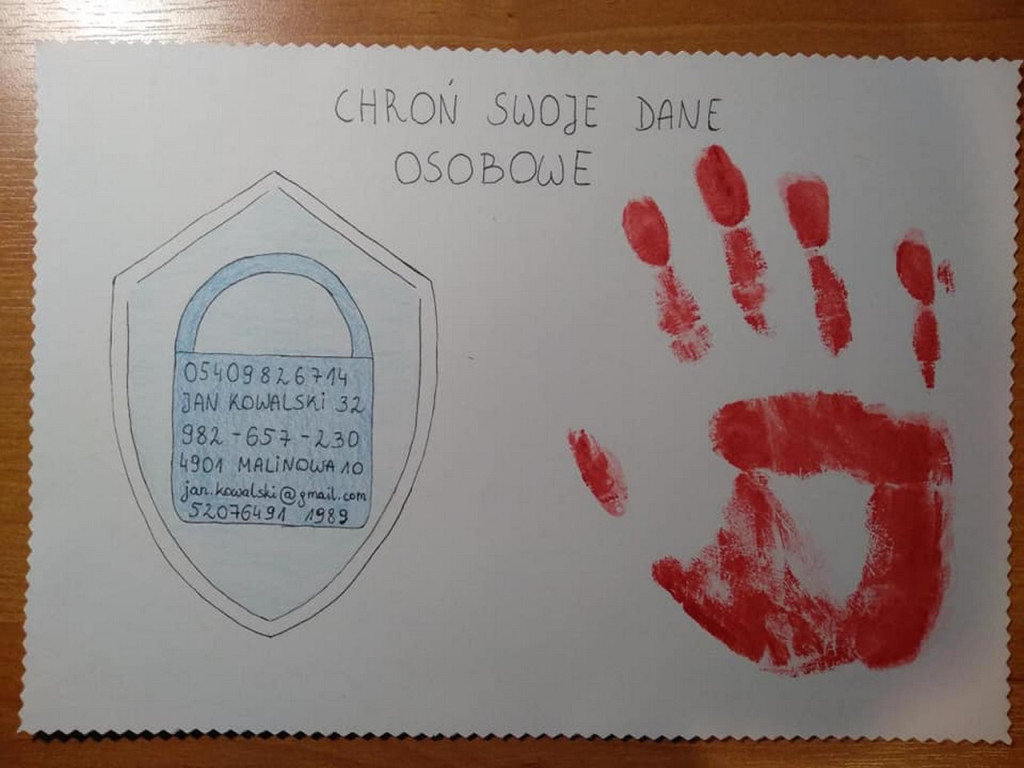 CHROŃ SWOJE DANE
OSOBOWE
05409826714
JAN KOWALSKI 32
982-657-230
4901 MALINOWA 10
jan.kowalski@gmail.com
52076491 1989